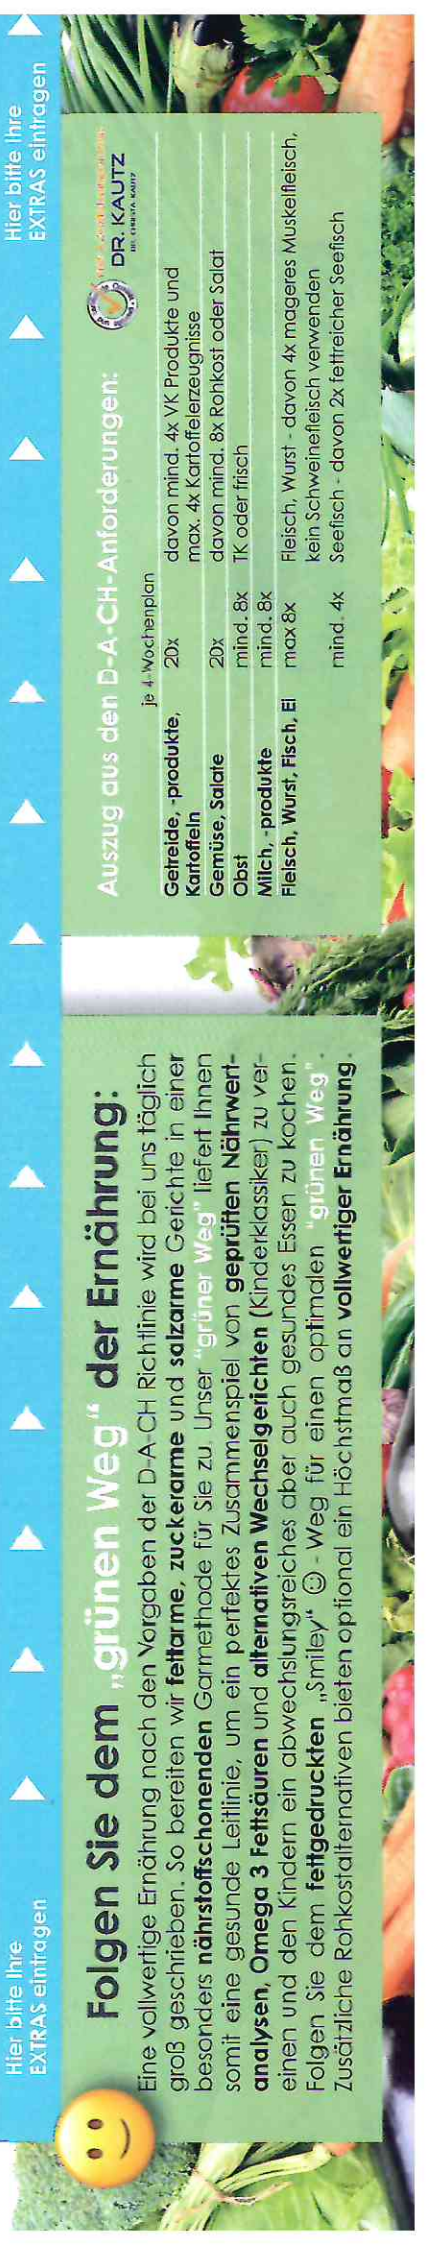 Hier bitte Ihre
EXTRAS eintragen
Hier bitte Ihre
EXTRAS eintragen
Folgen Sie dem „grünen Weg“ der Ernährung:
Eine vollwertige Ernährung nach den Vorgaben der D-A-CH Richtlinie wird bei uns täglich
groß geschrieben. So bereiten wir fettarme, zuckerarme und salzarme Gerichte in einer
besonders nährstoffschonenden Garmethode für Sie zu. Unser "grüner Weg" liefert Ihnen
somit eine gesunde Leitlinie, um ein perfektes Zusammenspiel von geprüften Nährwert-
analysen, Omega 3 Fettsäuren und alternativen Wechselgerichten (Kinderklassiker) zu ver-
einen und den Kindern ein abwechslungsreiches aber auch gesundes Essen zu kochen.
Folgen Sie dem fettgedruckten „Smiley“ ☺ - Weg für einen optimalen "grünen Weg".
Zusätzliche Rohkostalternativen bieten optional ein Höchstmaß an vollwertiger Ernährung.
Auszug aus den D-A-CH-Anforderungen:
DR. KAUTZ
je 4-Wochenplan
Getreide, -produkte, 20x davon mind. 4x VK Produkte und
Kartoffeln max. 4x Kartoffelerzeugnisse
Gemüse, Salate 20x davon mind. 8x Rohkost oder Salat
Obst mind. 8x TK oder frisch
Milch, -produkte mind. 8x
Fleisch, Wurst, Fisch, Ei max 8x Fleisch, Wurst - davon 4x mageres Muskelfleisch,
kein Schweinefleisch verwenden
mind. 4x Seefisch - davon 2x fettreicher Seefisch